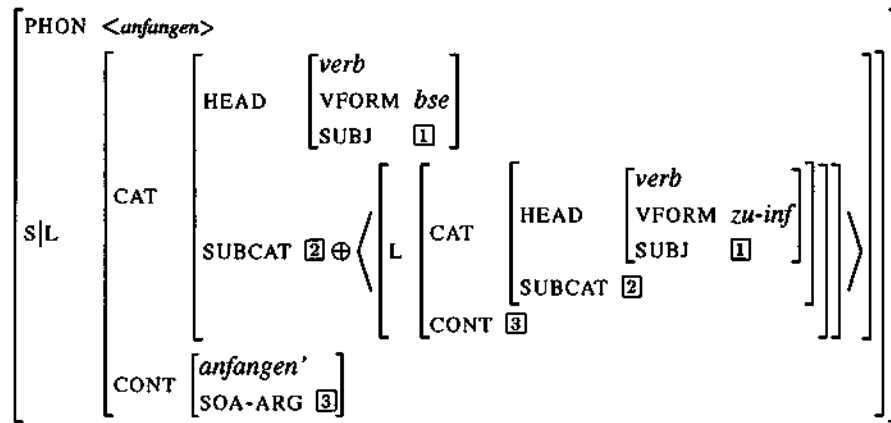 PHON <anfangen>
verb
HEAD VFORM bse
SUBJ 1
CAT
verb
HEAD VFORM zu-inf
CAT
S|L SUBCAT 2 ⊕ ⟨ L SUBJ 1 ⟩
SUBCAT 2
CONT 3
anfangen’
CONT
SOA-ARG 3